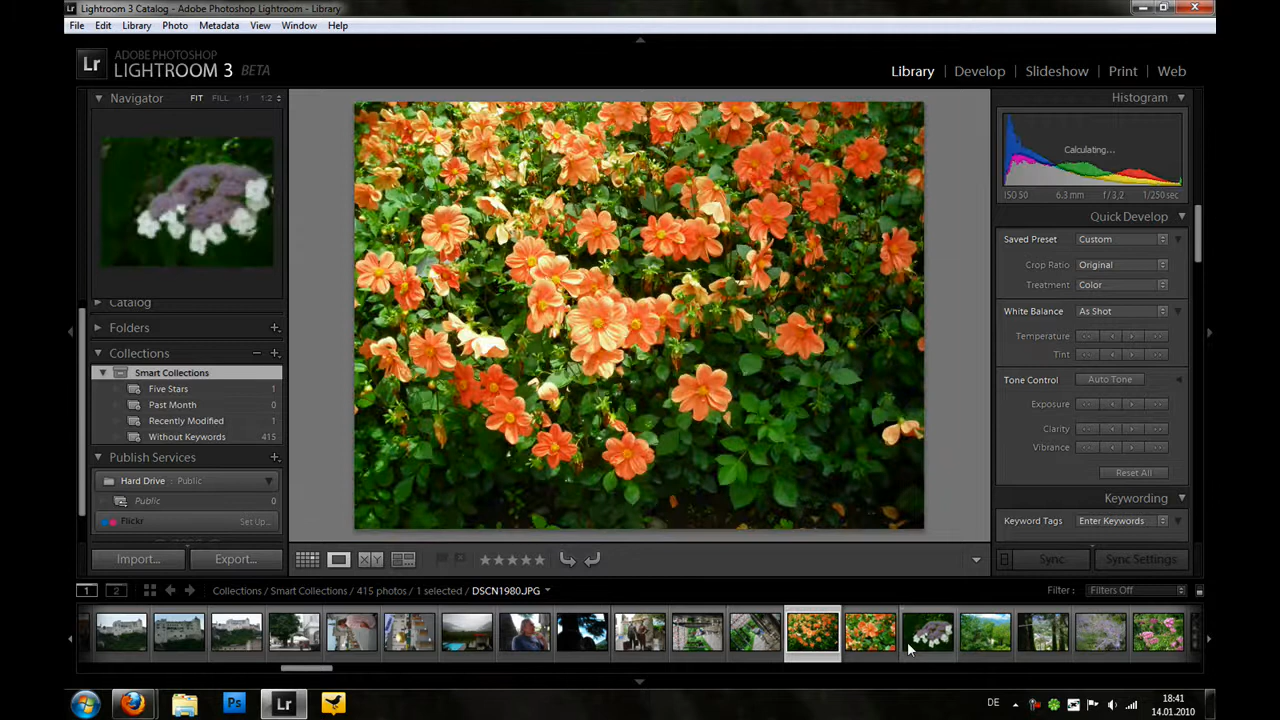 Lightroom 3 Catalog - Adobe Photoshop Lightroom - Library
File Edit Library Photo Metadata View Window Help
Lr
ADOBE PHOTOSHOP
LIGHTROOM 3 BETA
Library | Develop | Slideshow | Print | Web
Navigator FIT FILL 1:1 1:2
Catalog
Folders
Collections
Smart Collections
Five Stars 1
Past Month 0
Recently Modified 1
Without Keywords 415
Publish Services
Hard Drive : Public
Public 0
Flickr Set Up...
Import... Export...
Histogram
Calculating...
ISO 50 6.3 mm f / 3,2 1/250 sec
Quick Develop
Saved Preset Custom
Crop Ratio Original
Treatment Color
White Balance As Shot
Temperature
Tint
Tone Control Auto Tone
Exposure
Clarity
Vibrance
Reset All
Keywording
Keyword Tags Enter Keywords
Sync Sync Settings
X Y
1 2 Collections / Smart Collections / 415 photos / 1 selected / DSCN1980.JPG
Filter : Filters Off
Ps Lr
DE
18:41
14.01.2010